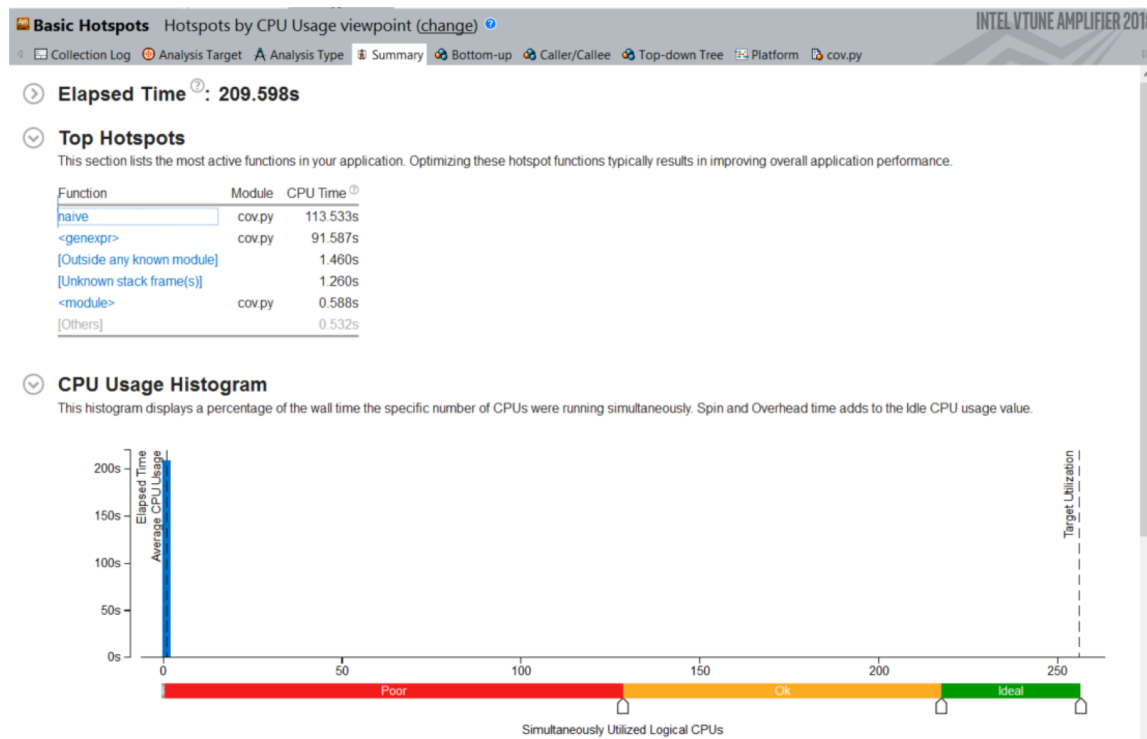 Basic Hotspots Hotspots by CPU Usage viewpoint (change) ?
INTEL VTUNE AMPLIFIER 2018
Collection Log Analysis Target Analysis Type Summary Bottom-up Caller/Callee Top-down Tree Platform cov.py
Elapsed Time ?: 209.598s
Top Hotspots
This section lists the most active functions in your application. Optimizing these hotspot functions typically results in improving overall application performance.
Function Module CPU Time ?
naive cov.py 113.533s
<genexpr> cov.py 91.587s
[Outside any known module] 1.460s
[Unknown stack frame(s)] 1.260s
<module> cov.py 0.588s
[Others] 0.532s
CPU Usage Histogram
This histogram displays a percentage of the wall time the specific number of CPUs were running simultaneously. Spin and Overhead time adds to the Idle CPU usage value.
200s
150s
100s
50s
0s
Elapsed Time
Average CPU Usage
Target Utilization
0 50 100 150 200 250
Poor Ok Ideal
Simultaneously Utilized Logical CPUs